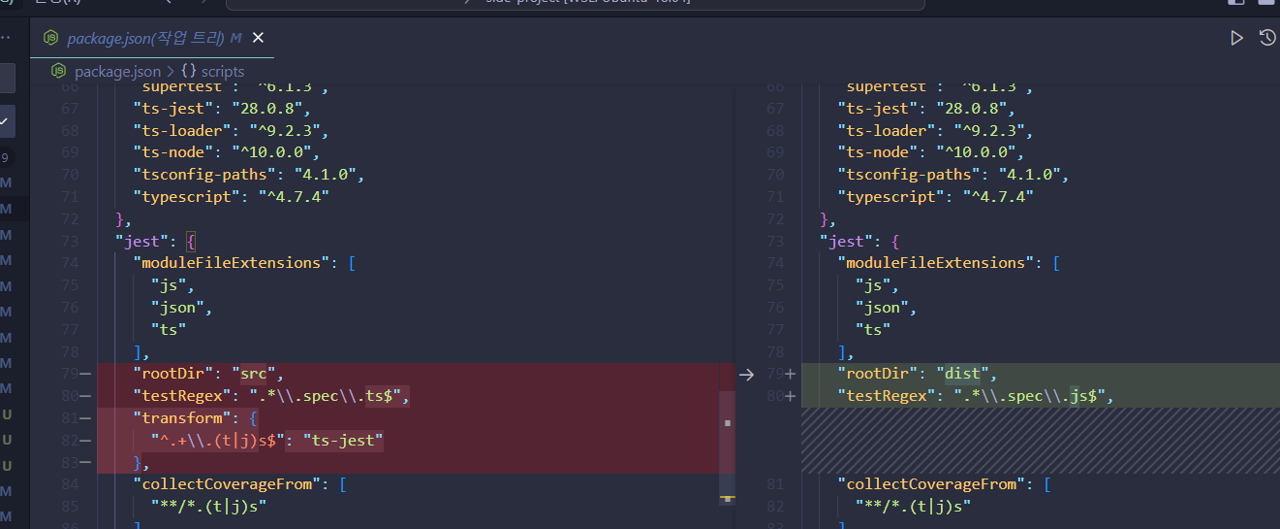 package.json(작업 트리) M
package.json > {} scripts
66 "supertest": "^6.1.3",
67 "ts-jest": "28.0.8",
68 "ts-loader": "^9.2.3",
69 "ts-node": "^10.0.0",
70 "tsconfig-paths": "4.1.0",
71 "typescript": "^4.7.4"
72 },
73 "jest": {
74 "moduleFileExtensions": [
75 "js",
76 "json",
77 "ts"
78 ],
79 "rootDir": "src",
80 "testRegex": ".*\\.spec\\.ts$",
81 "transform": {
82 "^.+\\.(t|j)s$": "ts-jest"
83 },
84 "collectCoverageFrom": [
85 "**/*.(t|j)s"
86 ]
66 "supertest": "^6.1.3",
67 "ts-jest": "28.0.8",
68 "ts-loader": "^9.2.3",
69 "ts-node": "^10.0.0",
70 "tsconfig-paths": "4.1.0",
71 "typescript": "^4.7.4"
72 },
73 "jest": {
74 "moduleFileExtensions": [
75 "js",
76 "json",
77 "ts"
78 ],
79 "rootDir": "dist",
80 "testRegex": ".*\\.spec\\.js$",
81 "collectCoverageFrom": [
82 "**/*.(t|j)s"
83 ]
9
M
M
M
M
M
M
M
M
M
U
U
U
M
M